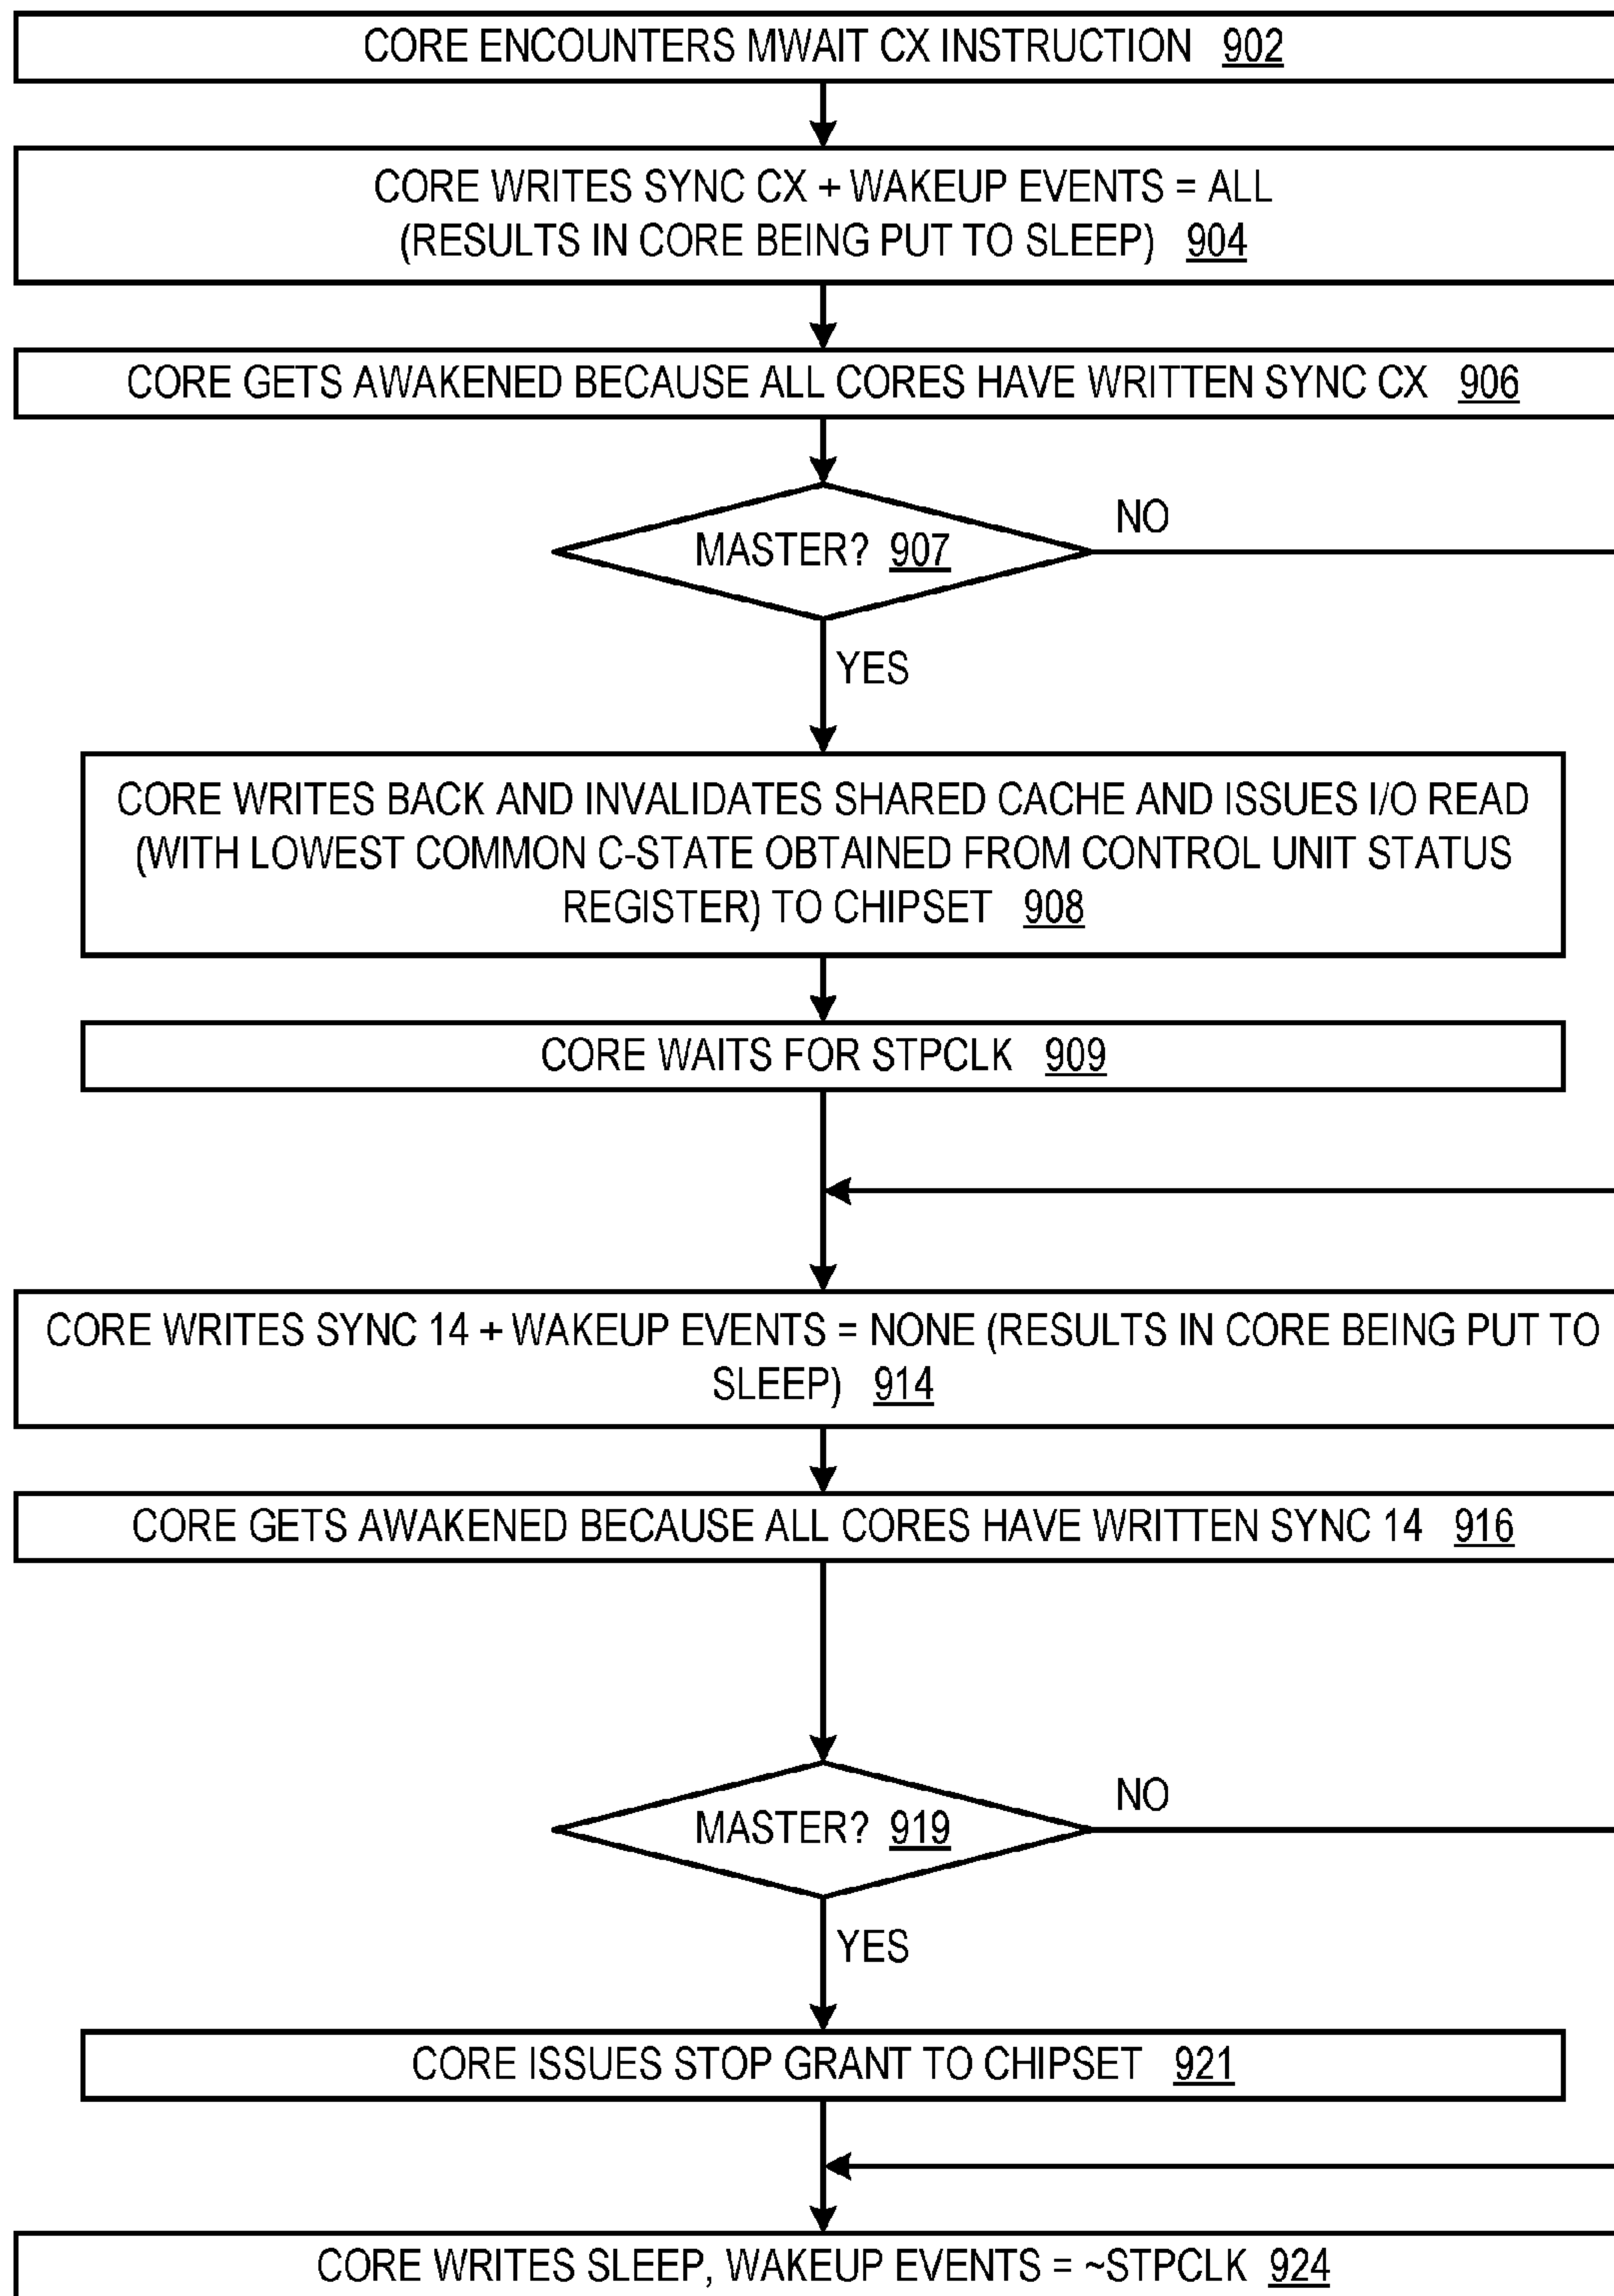 CORE ENCOUNTERS MWAIT CX INSTRUCTION 902
CORE WRITES SYNC CX + WAKEUP EVENTS = ALL
(RESULTS IN CORE BEING PUT TO SLEEP) 904
CORE GETS AWAKENED BECAUSE ALL CORES HAVE WRITTEN SYNC CX 906
NO
MASTER? 907
YES
CORE WRITES BACK AND INVALIDATES SHARED CACHE AND ISSUES I/O READ
(WITH LOWEST COMMON C-STATE OBTAINED FROM CONTROL UNIT STATUS
REGISTER) TO CHIPSET 908
CORE WAITS FOR STPCLK 909
CORE WRITES SYNC 14 + WAKEUP EVENTS = NONE (RESULTS IN CORE BEING PUT TO
SLEEP) 914
CORE GETS AWAKENED BECAUSE ALL CORES HAVE WRITTEN SYNC 14 916
NO
MASTER? 919
YES
CORE ISSUES STOP GRANT TO CHIPSET 921
CORE WRITES SLEEP, WAKEUP EVENTS = ~STPCLK 924